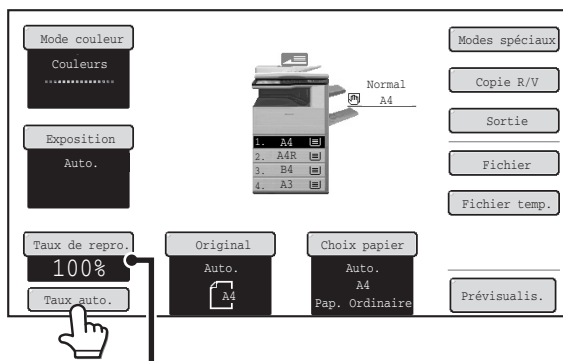 Mode couleur
Couleurs
Exposition
Auto.
Taux de repro.
100%
Taux auto.
Normal
A4
1. A4
2. A4R
3. B4
4. A3
Original
Auto.
A4
Choix papier
Auto.
A4
Pap. Ordinaire
Modes spéciaux
Copie R/V
Sortie
Fichier
Fichier temp.
Prévisualis.